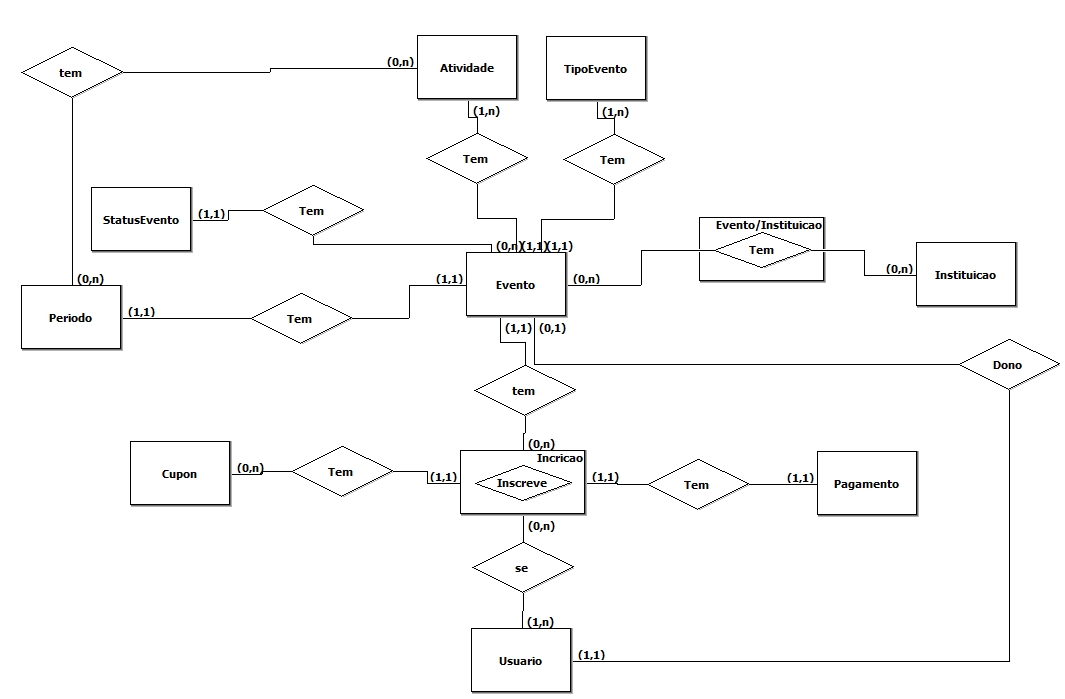 tem
(0,n)
Atividade
TipoEvento
(1,n)
(1,n)
Tem
Tem
StatusEvento
(1,1)
Tem
Evento/Instituicao
Tem
(0,n)
Instituicao
(0,n)(1,1)(1,1)
Evento
(0,n)
(0,n)
Periodo
(1,1)
Tem
(1,1)
(1,1)
(0,1)
Dono
tem
(0,n)
Cupon
(0,n)
Tem
(1,1)
Incricao
Inscreve
(1,1)
Tem
(1,1)
Pagamento
(0,n)
se
(1,n)
Usuario
(1,1)